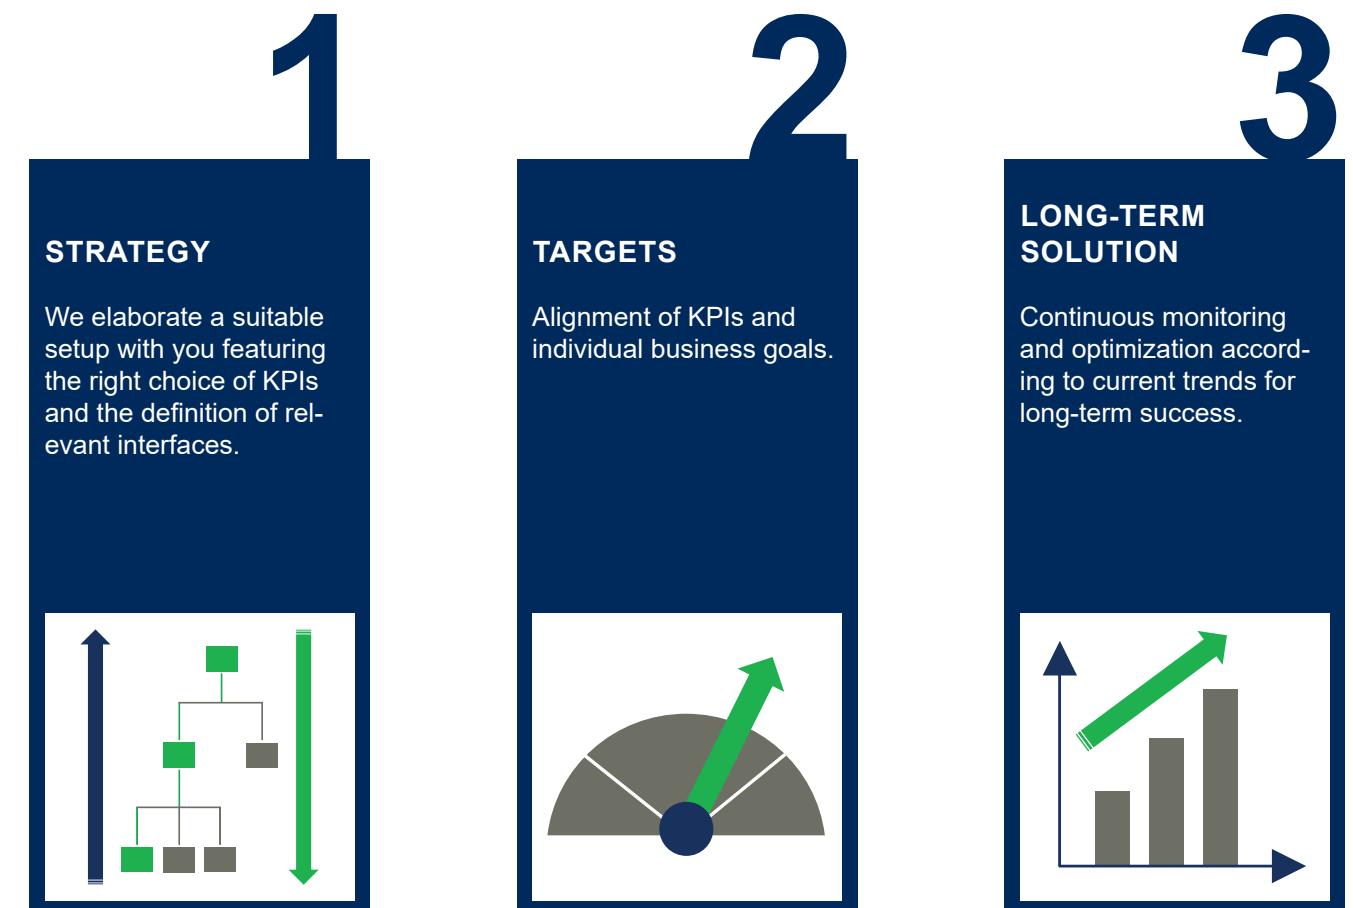 1
STRATEGY
We elaborate a suitable
setup with you featuring
the right choice of KPIs
and the definition of rel-
evant interfaces.
2
TARGETS
Alignment of KPIs and
individual business goals.
3
LONG-TERM
SOLUTION
Continuous monitoring
and optimization accord-
ing to current trends for
long-term success.